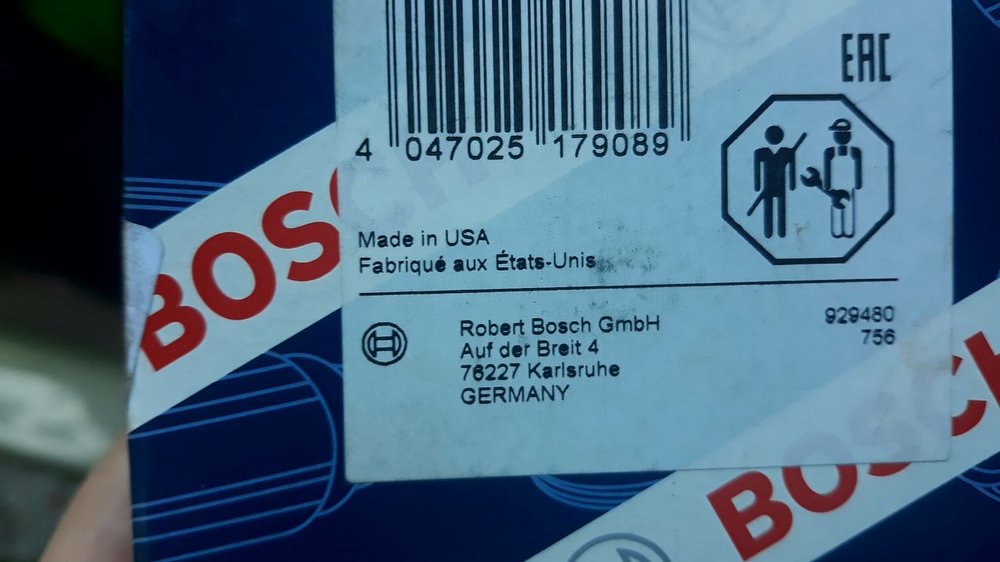 EAC
4 047025 179089
BOSC
Made in USA
Fabriqué aux États-Unis
Robert Bosch GmbH
Auf der Breit 4
76227 Karlsruhe
GERMANY
929480
756
BOSCH